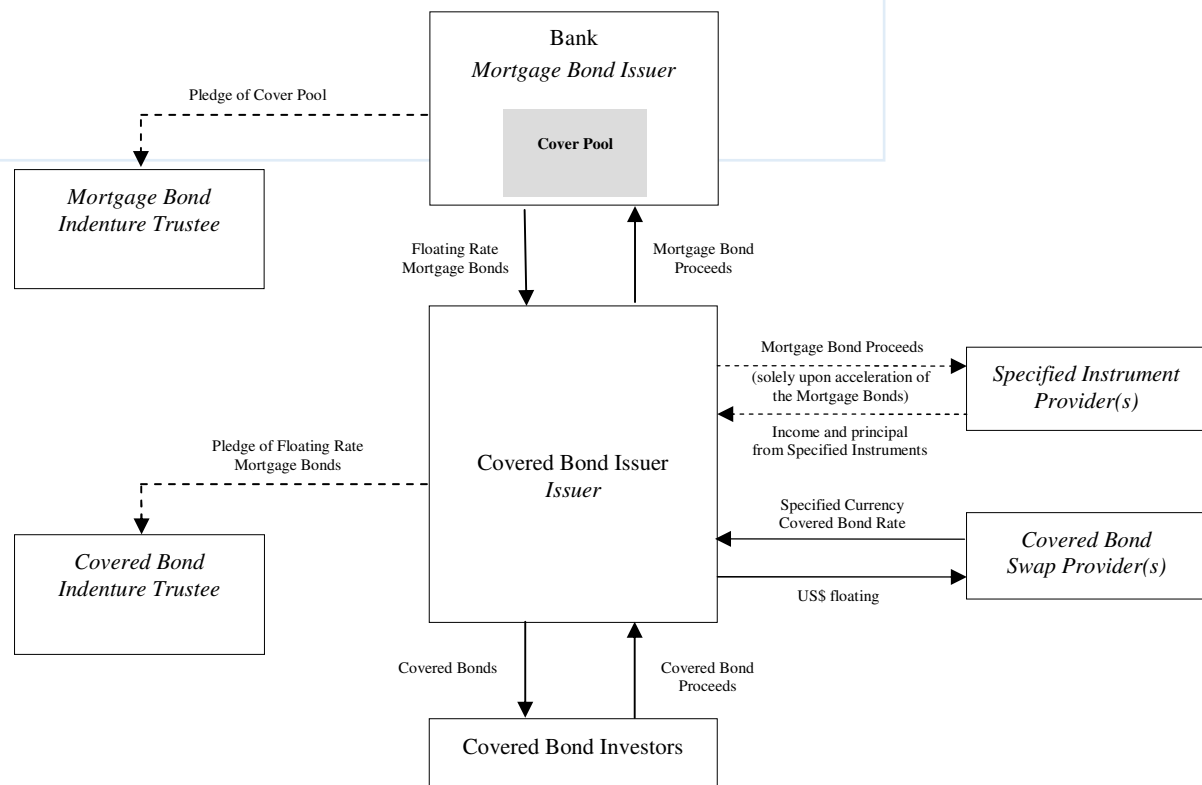 Bank
Mortgage Bond Issuer
Pledge of Cover Pool
Cover Pool
Mortgage Bond
Indenture Trustee
Floating Rate
Mortgage Bonds
Mortgage Bond
Proceeds
Mortgage Bond Proceeds
(solely upon acceleration of
the Mortgage Bonds)
Income and principal
from Specified Instruments
Specified Instrument
Provider(s)
Pledge of Floating Rate
Mortgage Bonds
Covered Bond Issuer
Issuer
Specified Currency
Covered Bond Rate
US$ floating
Covered Bond
Swap Provider(s)
Covered Bond
Indenture Trustee
Covered Bonds
Covered Bond
Proceeds
Covered Bond Investors